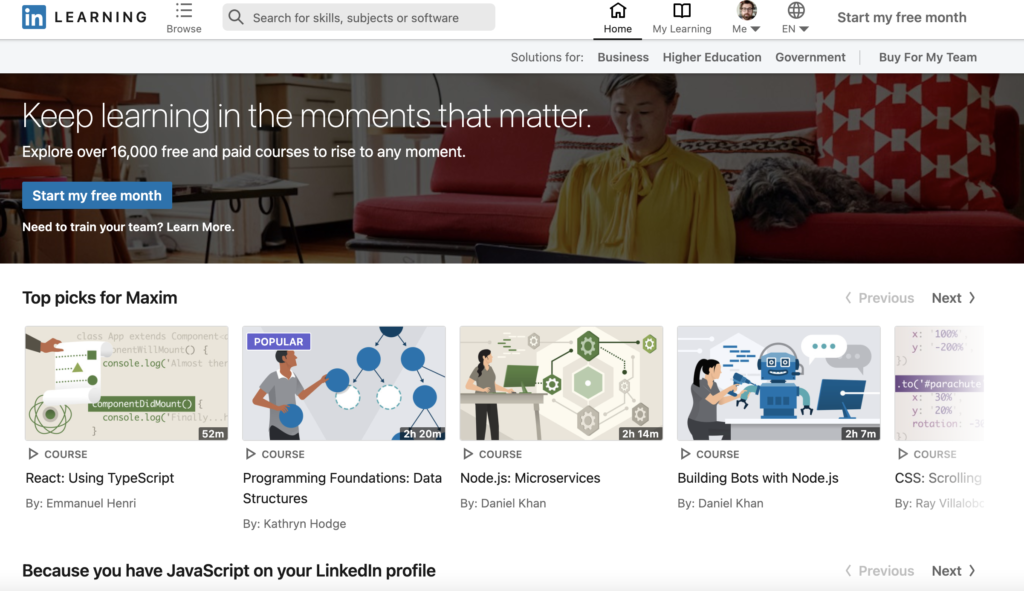 in LEARNING
Browse
Search for skills, subjects or software
Home
My Learning
Me
EN
Start my free month
Solutions for: Business Higher Education Government Buy For My Team
Keep learning in the moments that matter.
Explore over 16,000 free and paid courses to rise to any moment.
Start my free month
Need to train your team? Learn More.
Top picks for Maxim
Previous Next
class App extends Component
componentWillMount() {
console.log('Almost ther
componentDidMount() {
console.log('Finally...h
}
52m
COURSE
React: Using TypeScript
By: Emmanuel Henri
POPULAR
2h 20m
COURSE
Programming Foundations: Data
Structures
By: Kathryn Hodge
2h 14m
COURSE
Node.js: Microservices
By: Daniel Khan
2h 7m
COURSE
Building Bots with Node.js
By: Daniel Khan
x: '100%'
y: '-200%'
})
.to('#parachute
x: '30%'
y: '20%'
rotation: -30
})
COURSE
CSS: Scrolling
By: Ray Villalobo
Because you have JavaScript on your LinkedIn profile
Previous Next